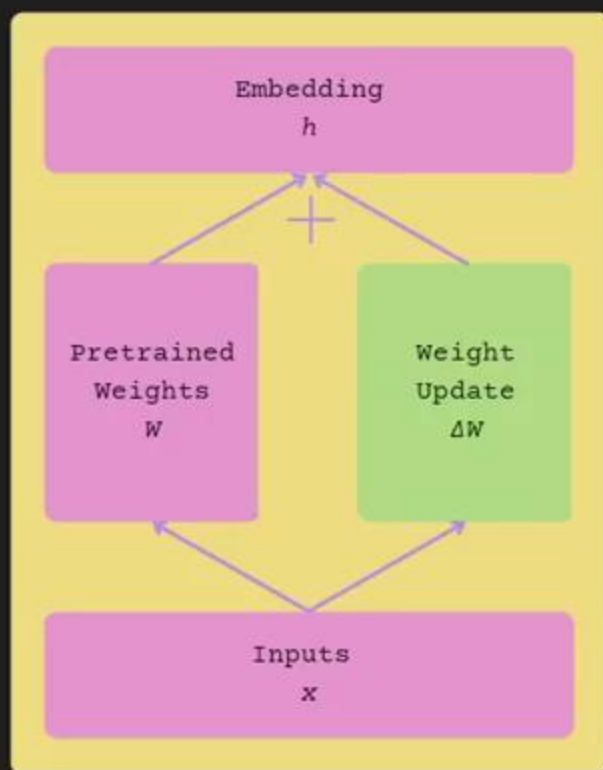 Embedding
h
+
Pretrained
Weights
W
Weight
Update
ΔW
Inputs
x